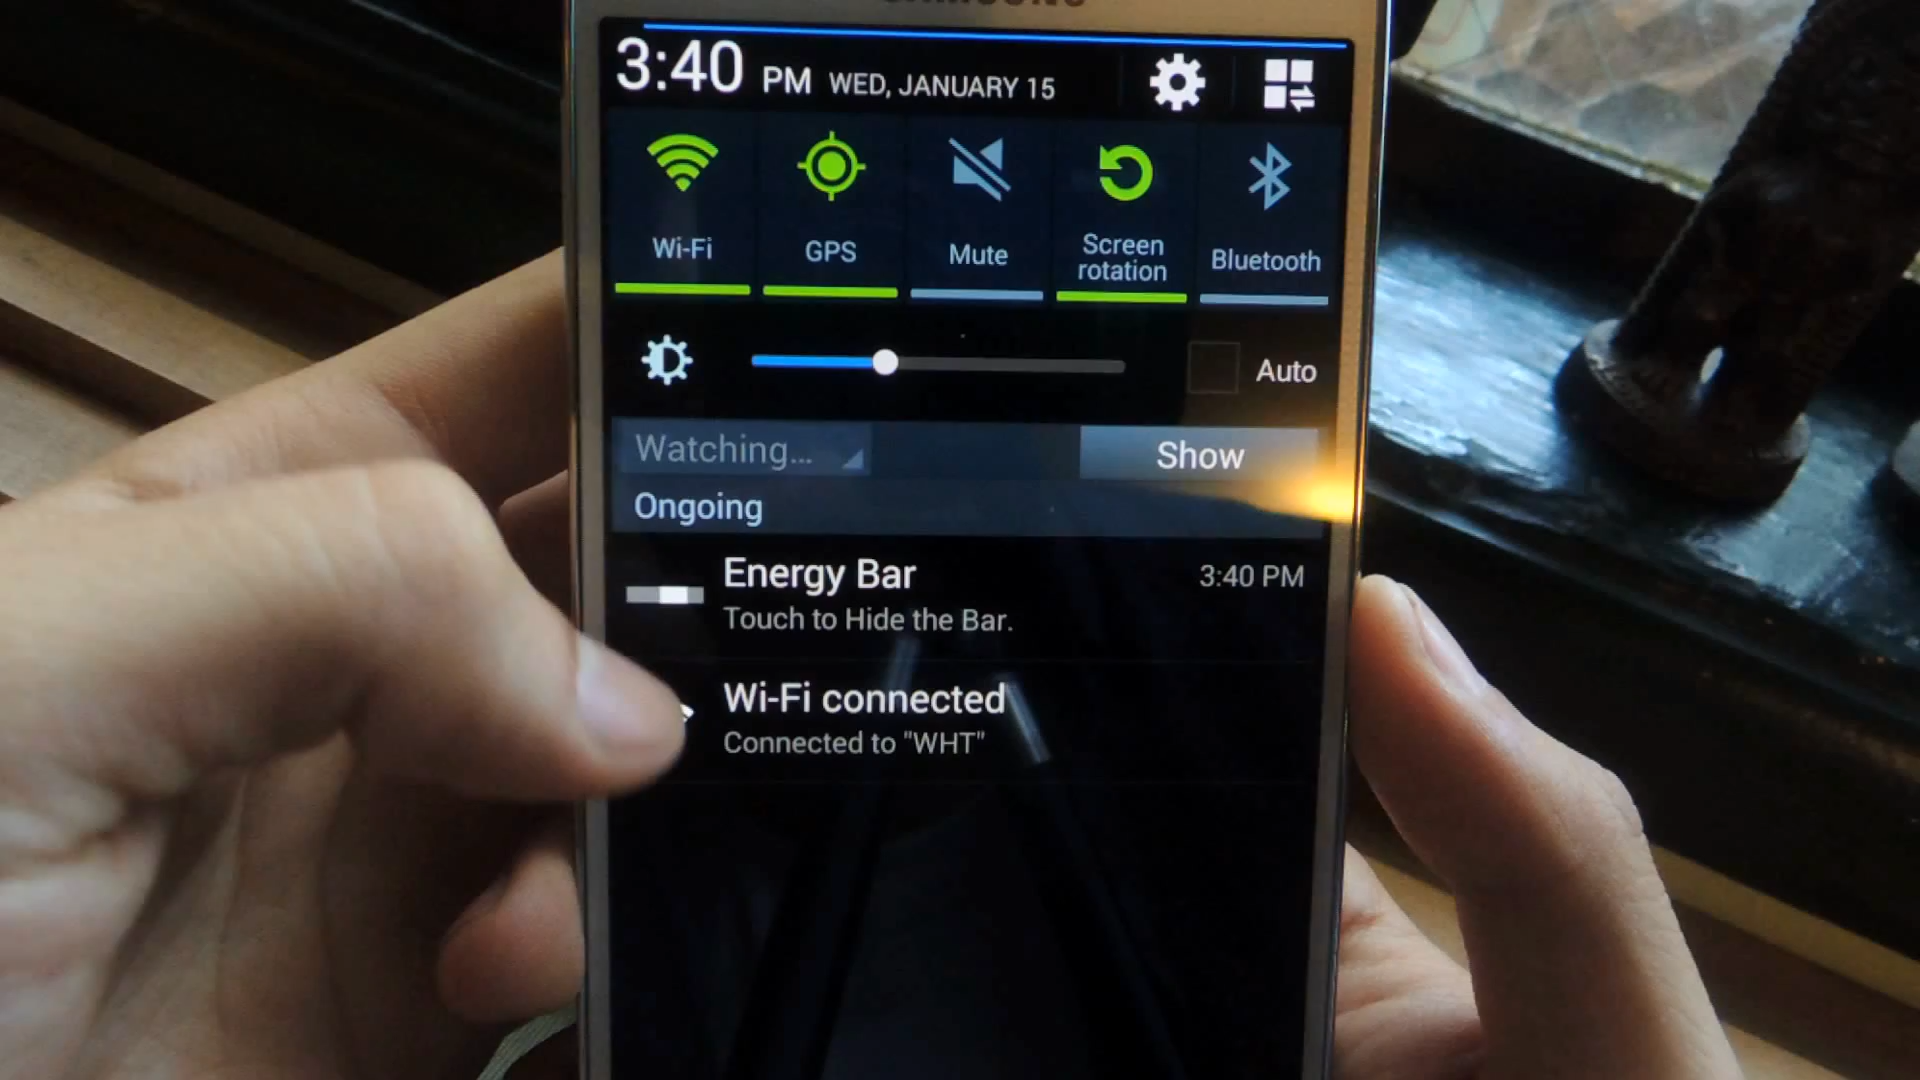 SAMSUNG
3:40 PM WED, JANUARY 15
Wi-Fi
GPS
Mute
Screen
rotation
Bluetooth
Auto
Watching...
Show
Ongoing
Energy Bar
3:40 PM
Touch to Hide the Bar.
Wi-Fi connected
Connected to "WHT"